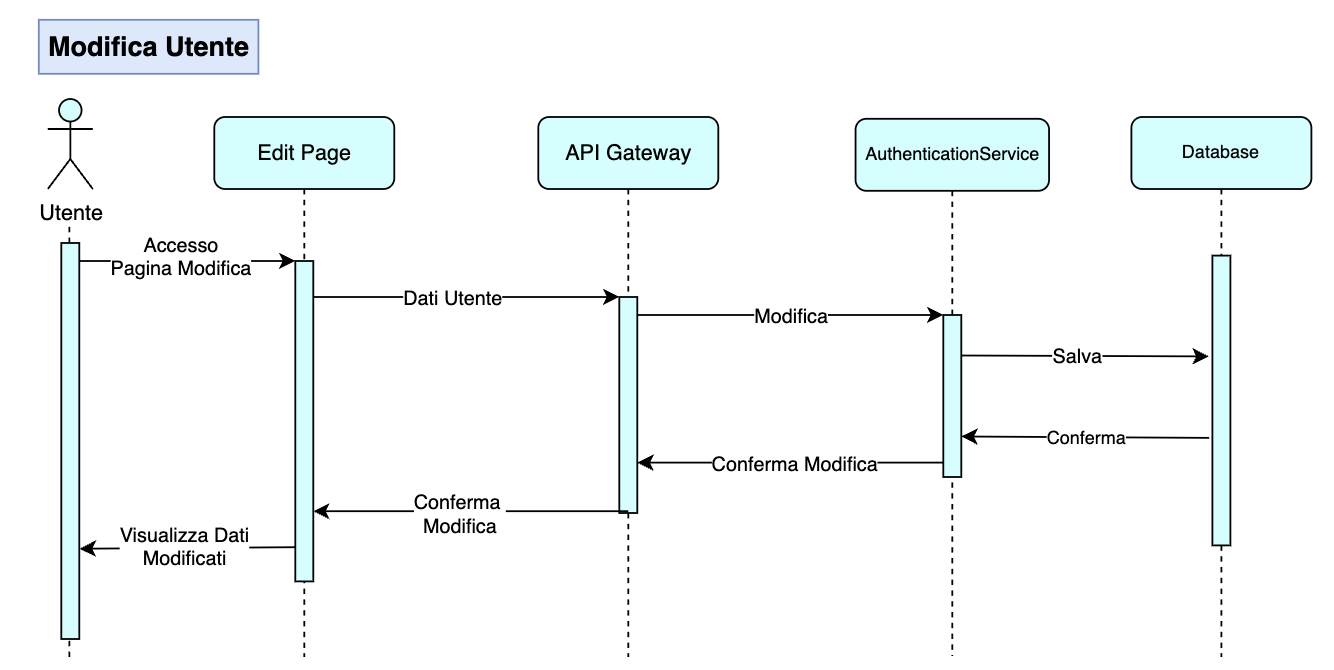 Modifica Utente
Edit Page
API Gateway
AuthenticationService
Database
Utente
Accesso
Pagina Modifica
Dati Utente
Modifica
Salva
Conferma
Conferma Modifica
Conferma
Modifica
Visualizza Dati
Modificati